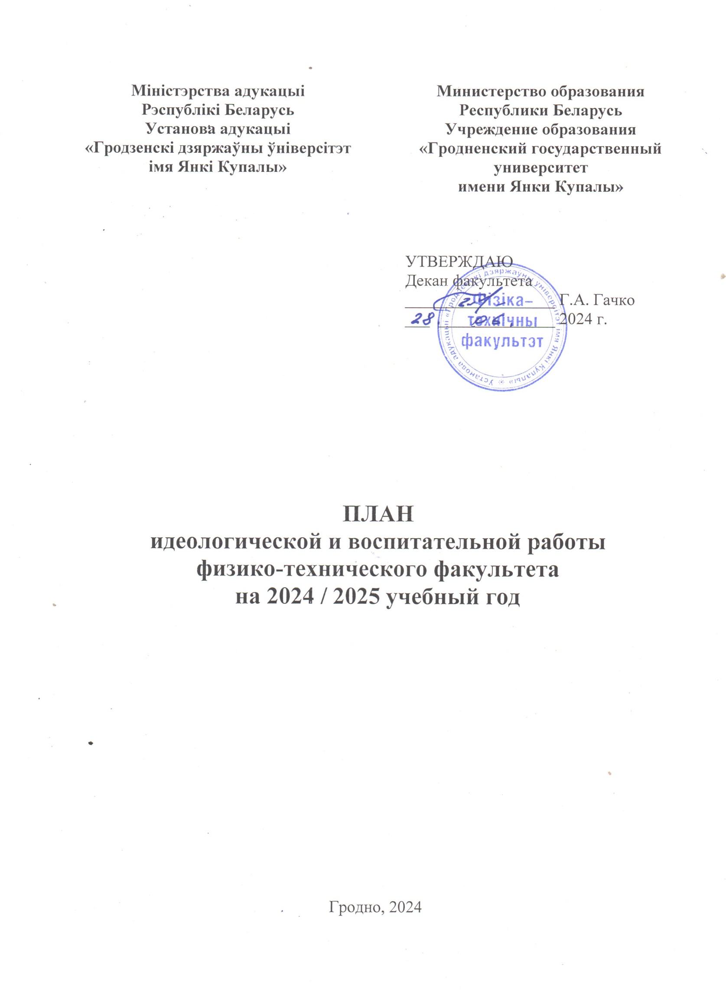 Міністэрства адукацыі
Рэспублікі Беларусь
Установа адукацыі
«Гродзенскі дзяржаўны ўніверсітэт
імя Янкі Купалы»
Министерство образования
Республики Беларусь
Учреждение образования
«Гродненский государственный
университет
имени Янки Купалы»
УТВЕРЖДАЮ
Декан факультета
Г.А. Гачко
28. 06. 2024 г.
Установа адукацыі «Гродзенскі дзяржаўны ўніверсітэт імя Янкі Купалы»
Фізіка-
тэхнічны
факультэт
ПЛАН
идеологической и воспитательной работы
физико-технического факультета
на 2024 / 2025 учебный год
Гродно, 2024